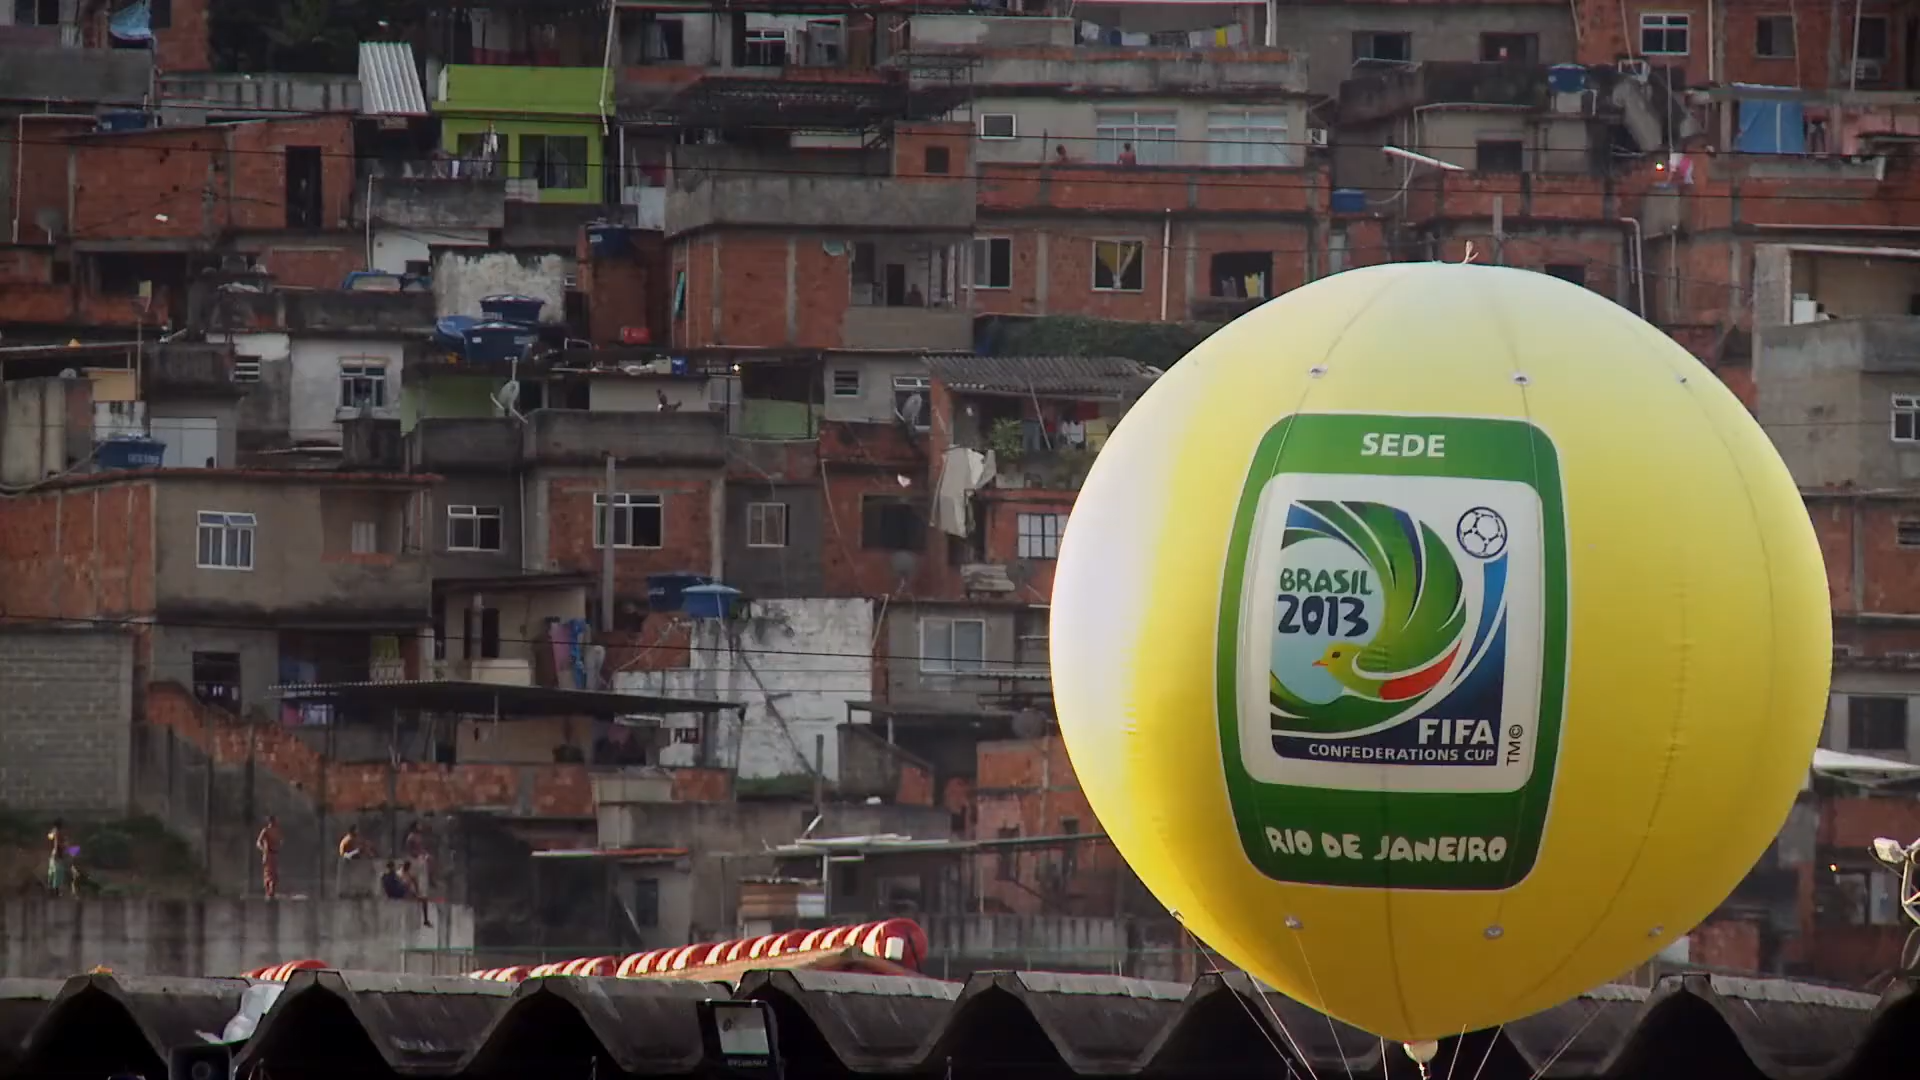 SEDE
BRASIL
2013
FIFA
CONFEDERATIONS CUP
TM©
RIO DE JANEIRO